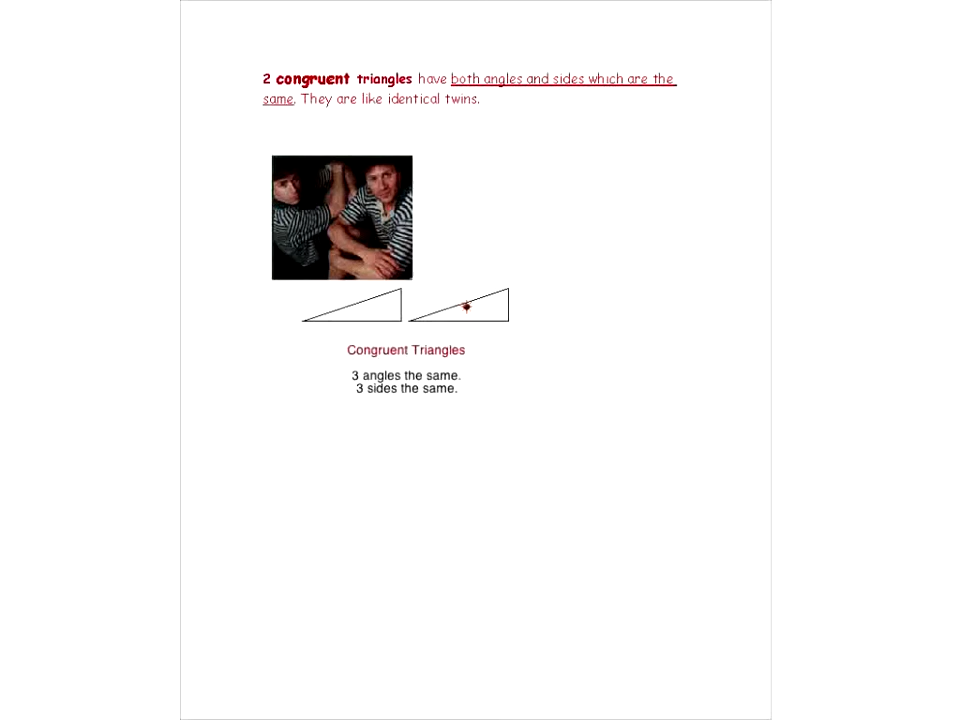 2 congruent triangles have both angles and sides which are the
same. They are like identical twins.
Congruent Triangles
3 angles the same.
3 sides the same.